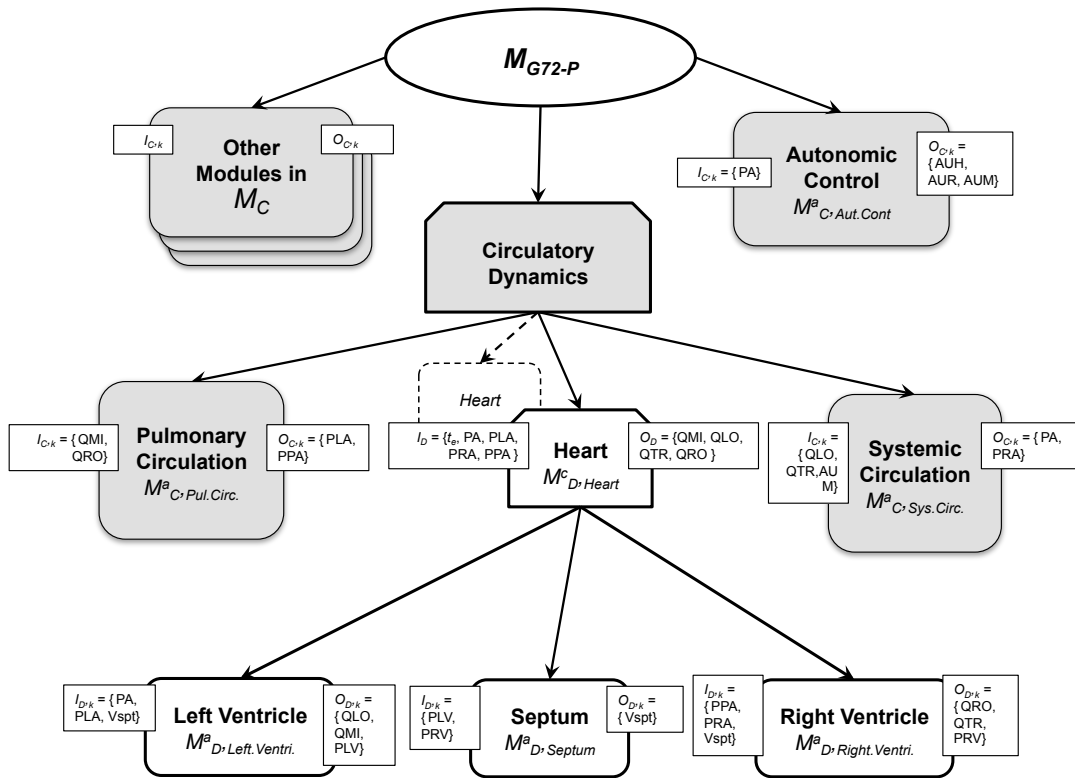 M_G72-P
I_C,k
Other
Modules in
M_C
O_C,k
I_C,k = { PA}
Autonomic
Control
M^a_C, Aut.Cont
O_C,k =
{ AUH,
AUR, AUM}
Circulatory
Dynamics
Heart
I_C,k = { QMI,
QRO}
Pulmonary
Circulation
M^a_C, Pul.Circ.
O_C,k = { PLA,
PPA}
I_D = {t_e, PA, PLA,
PRA, PPA }
Heart
M^c_D, Heart
O_D = {QMI, QLO,
QTR, QRO }
I_C,k =
{QLO,
QTR,AU
M}
Systemic
Circulation
M^a_C, Sys.Circ.
O_C,k = { PA,
PRA}
I_D,k = { PA,
PLA, Vspt}
Left Ventricle
M^a_D, Left.Ventri.
O_D,k =
{QLO,
QMI,
PLV}
I_D,k =
{ PLV,
PRV}
Septum
M^a_D, Septum
O_D,k =
{ Vspt}
I_D,k =
{ PPA,
PRA,
Vspt}
Right Ventricle
M^a_D, Right.Ventri.
O_D,k =
{ QRO,
QTR,
PRV}